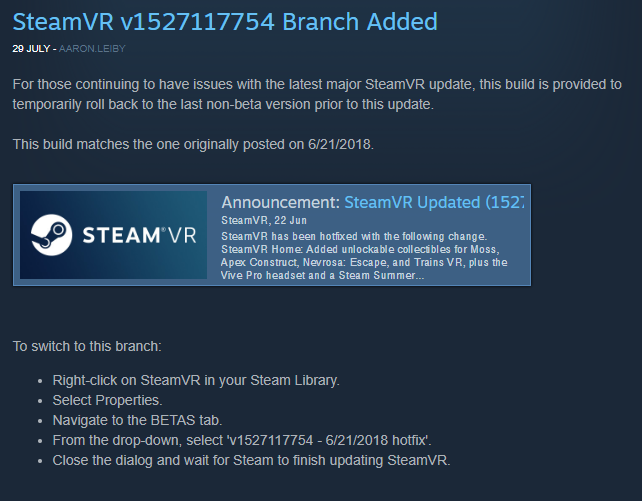 SteamVR v1527117754 Branch Added
29 JULY - AARON.LEIBY
For those continuing to have issues with the latest major SteamVR update, this build is provided to
temporarily roll back to the last non-beta version prior to this update.
This build matches the one originally posted on 6/21/2018.
STEAM®VR
Announcement: SteamVR Updated (1527
SteamVR, 22 Jun
SteamVR has been hotfixed with the following change.
SteamVR Home: Added unlockable collectibles for Moss,
Apex Construct, Nevrosa: Escape, and Trains VR, plus the
Vive Pro headset and a Steam Summer...
To switch to this branch:
• Right-click on SteamVR in your Steam Library.
• Select Properties.
• Navigate to the BETAS tab.
• From the drop-down, select 'v1527117754 - 6/21/2018 hotfix'.
• Close the dialog and wait for Steam to finish updating SteamVR.